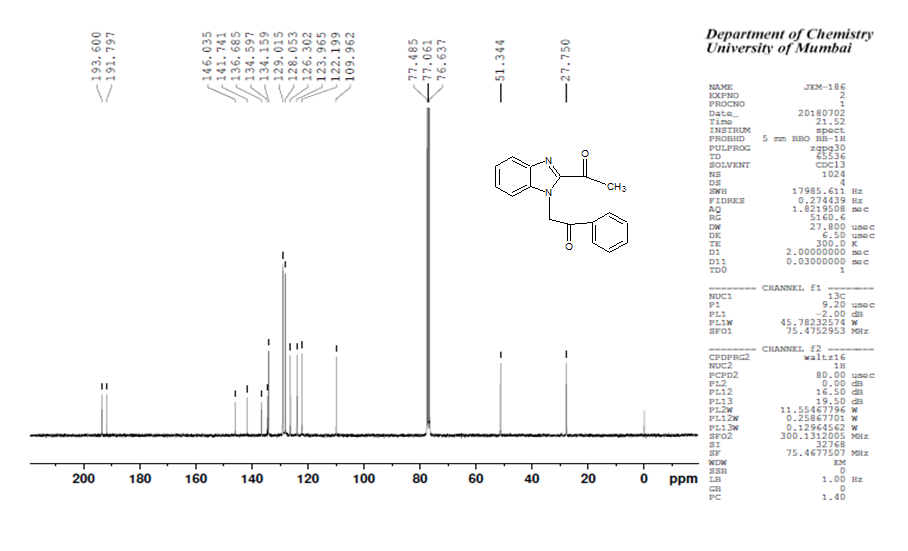 193.600
191.797
146.035
141.741
136.685
134.597
134.159
129.015
128.053
126.302
123.965
122.199
109.962
77.485
77.061
76.637
51.344
27.750
Department of Chemistry
University of Mumbai
NAME JEM-186
EXPNO 2
PROCNO 1
Date_ 20180702
Time 21.52
INSTRUM spect
PROBHD 5 mm BBO BB-1H
PULPROG zgpg30
TD 65536
SOLVENT CDCl3
NS 1024
DS 4
SWH 17985.611 Hz
FIDRES 0.274439 Hz
AQ 1.8219508 sec
RG 5160.6
DW 27.800 usec
DE 6.50 usec
TE 300.0 K
D1 2.00000000 sec
D11 0.03000000 sec
TD0 1
======== CHANNEL f1 ========
NUC1 13C
P1 9.20 usec
PL1 -2.00 dB
PL1W 45.78232574 W
SFO1 75.4752953 MHz
======== CHANNEL f2 ========
CPDPRG2 waltz16
NUC2 1H
PCPD2 80.00 usec
PL2 0.00 dB
PL12 16.50 dB
PL13 19.50 dB
PL2W 11.55467796 W
PL12W 0.25867701 W
PL13W 0.12964562 W
SFO2 300.1312005 MHz
SI 32768
SF 75.4677507 MHz
WDW EM
SSB 0
LB 1.00 Hz
GB 0
PC 1.40
N
O
CH3
N
O
200 180 160 140 120 100 80 60 40 20 0 ppm